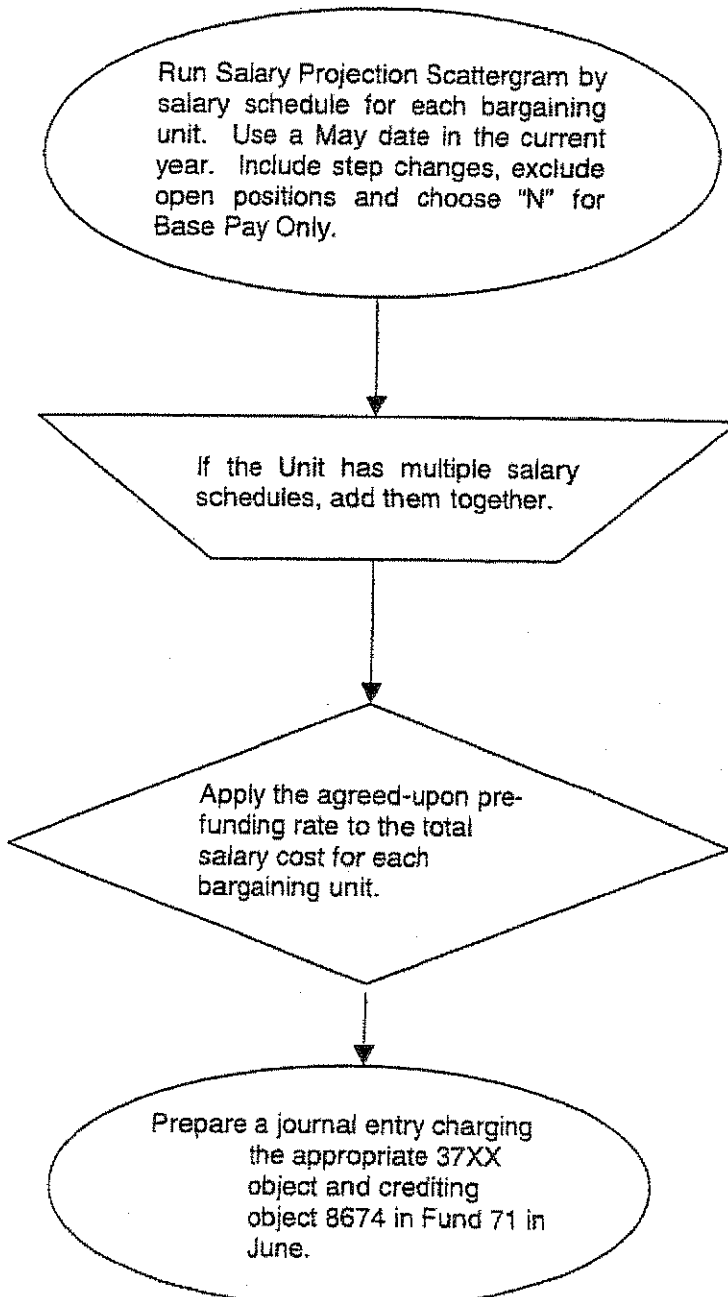 Run Salary Projection Scattergram by
salary schedule for each bargaining
unit. Use a May date in the current
year. Include step changes, exclude
open positions and choose "N" for
Base Pay Only.
If the Unit has multiple salary
schedules, add them together.
Apply the agreed-upon pre-
funding rate to the total
salary cost for each
bargaining unit.
Prepare a journal entry charging
the appropriate 37XX
object and crediting
object 8674 in Fund 71 in
June.